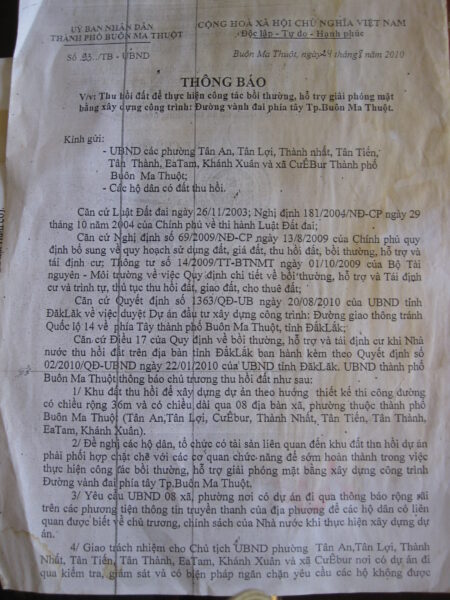 ỦY BAN NHÂN DÂN
THÀNH PHỐ BUÔN MA THUỘT
CỘNG HOÀ XÃ HỘI CHỦ NGHĨA VIỆT NAM
Độc lập - Tự do - Hạnh phúc
Số /TB - UBND
Buôn Ma Thuột, ngày tháng năm 2010
THÔNG BÁO
V/v: Thu hồi đất để thực hiện công tác bồi thường, hỗ trợ giải phóng mặt
bằng xây dựng công trình: Đường vành đai phía tây Tp.Buôn Ma Thuột.
Kính gửi:
- UBND các phường Tân An, Tân Lợi, Thành nhất, Tân Tiến,
Tân Thành, EaTam, Khánh Xuân và xã CưÊBur Thành phố
Buôn Ma Thuột;
- Các hộ dân có đất thu hồi.
Căn cứ Luật Đất đai ngày 26/11/2003; Nghị định 181/2004/NĐ-CP ngày 29
tháng 10 năm 2004 của Chính phủ về thi hành Luật Đất đai;
Căn cứ Nghị định số 69/2009/NĐ-CP ngày 13/8/2009 của Chính phủ quy
định bổ sung về quy hoạch sử dụng đất, giá đất, thu hồi đất, bồi thường, hỗ trợ và
tái định cư; Thông tư số 14/2009/TT-BTNMT ngày 01/10/2009 của Bộ Tài
nguyên - Môi trường về việc Quy định chi tiết về bồi thường, hỗ trợ và Tái định
cư và trình tự, thủ tục thu hồi đất, giao đất, cho thuê đất;
Căn cứ Quyết định số 1363/QĐ-UB ngày 20/08/2010 của UBND tỉnh
ĐăkLăk về việc duyệt Dự án đầu tư xây dựng công trình: Đường giao thông tránh
Quốc lộ 14 về phía Tây thành phố Buôn Ma Thuột, tỉnh ĐăkLăk;
Căn cứ Điều 17 của Quy định về bồi thường, hỗ trợ và tái định cư khi Nhà
nước thu hồi đất trên địa bàn tỉnh ĐăkLăk ban hành kèm theo Quyết định số
02/2010/QĐ-UBND ngày 22/01/2010 của UBND tỉnh ĐăkLăk. UBND thành phố
Buôn Ma Thuột thông báo chủ trương thu hồi đất như sau:
1/ Khu thu hồi để xây dựng dự án theo hướng thiết kế thi công đường
có chiều rộng 36m và có chiều dài qua 08 địa bàn xã, phường thuộc thành phố
Buôn Ma Thuột (Tân An,Tân Lợi, CưÊbur, Thành Nhất, Tân Tiến, Tân Thành,
EaTam, Khánh Xuân).
2/ Đề nghị các hộ dân, tổ chức có tài sản liên quan đến khu đất thu hồi dự án
phải phối hợp chặt chẽ với các cơ quan chức năng để sớm hoàn thành trong việc
thực hiện công tác bồi thường, hỗ trợ giải phóng mặt bằng xây dựng công trình
Đường vành đai phía tây Tp.Buôn Ma Thuột.
3/ Yêu cầu UBND 08 xã, phường nơi có dự án đi qua thông báo rộng rãi
trên các phương tiện thông tin truyền thanh của địa phương để các hộ dân có liên
quan được biết về chủ trương, chính sách của Nhà nước khi thực hiện xây dựng dự
án.
4/ Giao trách nhiệm cho Chủ tịch UBND phường Tân An,Tân Lợi, Thành
Nhất, Tân Tiến, Tân Thành, EaTam, Khánh Xuân và xã CưÊbur nơi có dự án đi
qua kiểm tra, giám sát và có biện pháp ngăn chặn yêu cầu các hộ không được